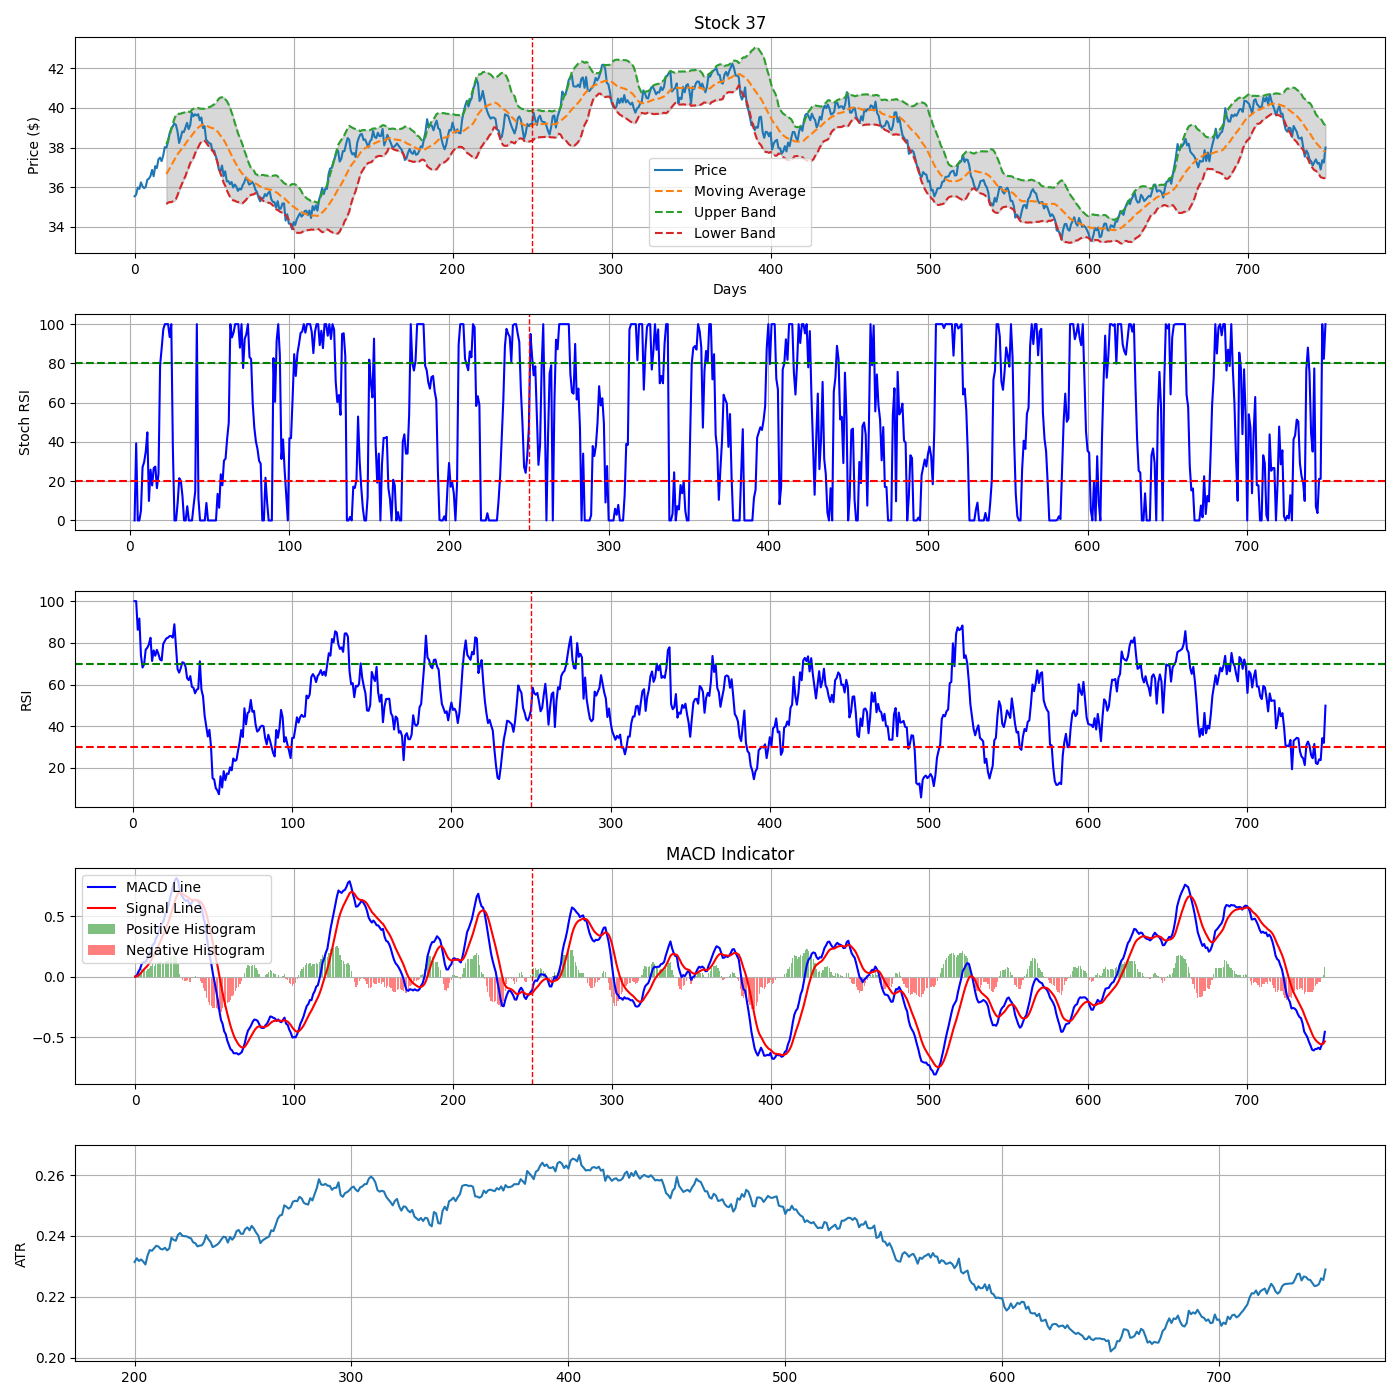 Stock 37
Price ($)
42
40
38
36
34
Price
Moving Average
Upper Band
Lower Band
0 100 200 300 400 500 600 700
Days
Stoch RSI
100
80
60
40
20
0
0 100 200 300 400 500 600 700
RSI
100
80
60
40
20
0 100 200 300 400 500 600 700
MACD Indicator
0.5
0.0
−0.5
MACD Line
Signal Line
Positive Histogram
Negative Histogram
0 100 200 300 400 500 600 700
ATR
0.26
0.24
0.22
0.20
200 300 400 500 600 700